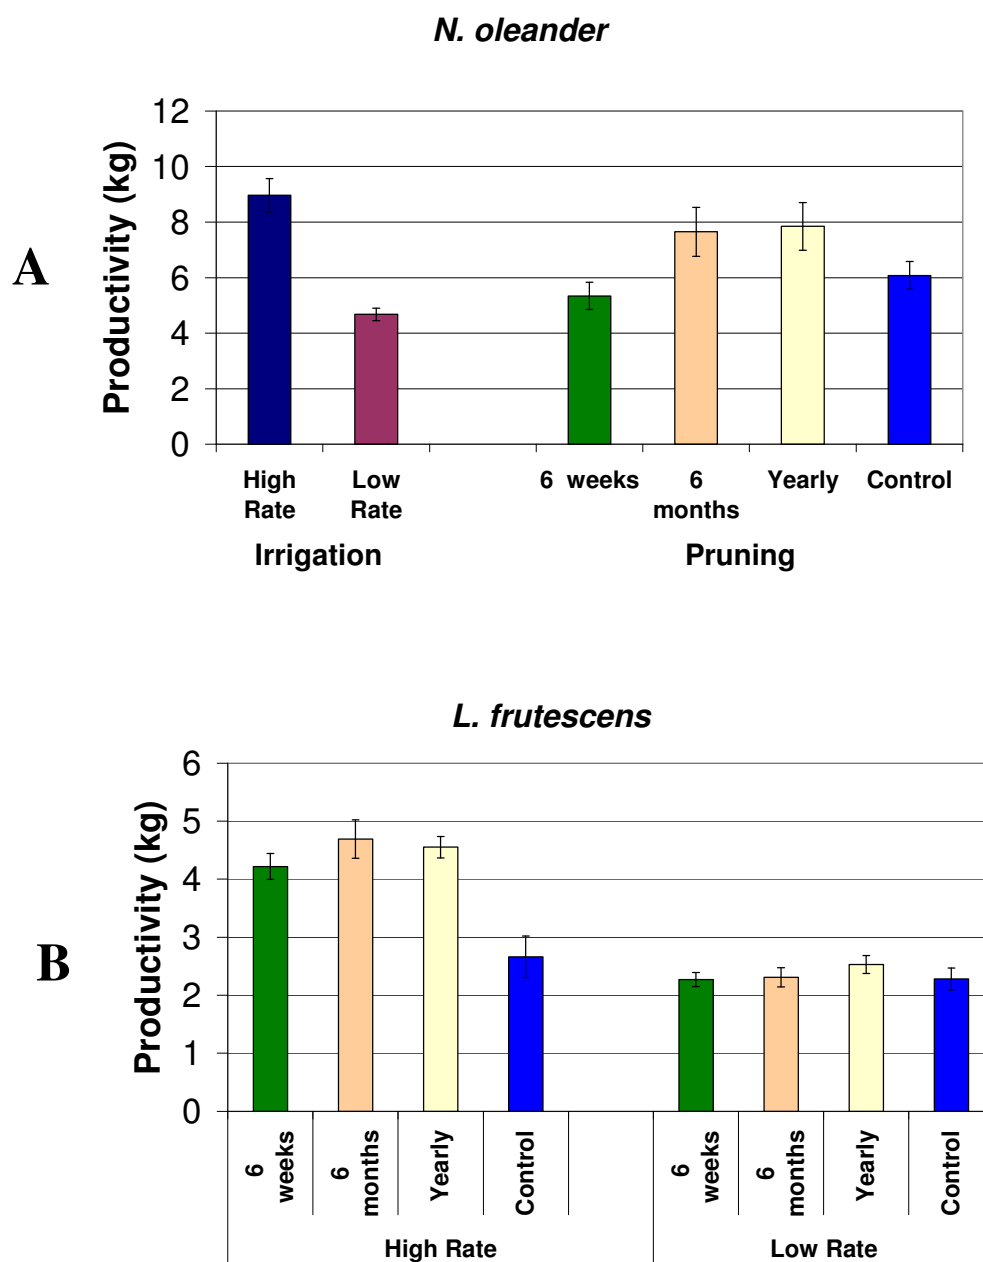 N. oleander
A
Productivity (kg)
12
10
8
6
4
2
0
High Rate
Low Rate
6 weeks
6 months
Yearly
Control
Irrigation
Pruning
L. frutescens
B
Productivity (kg)
6
5
4
3
2
1
0
6 weeks
6 months
Yearly
Control
6 weeks
6 months
Yearly
Control
High Rate
Low Rate